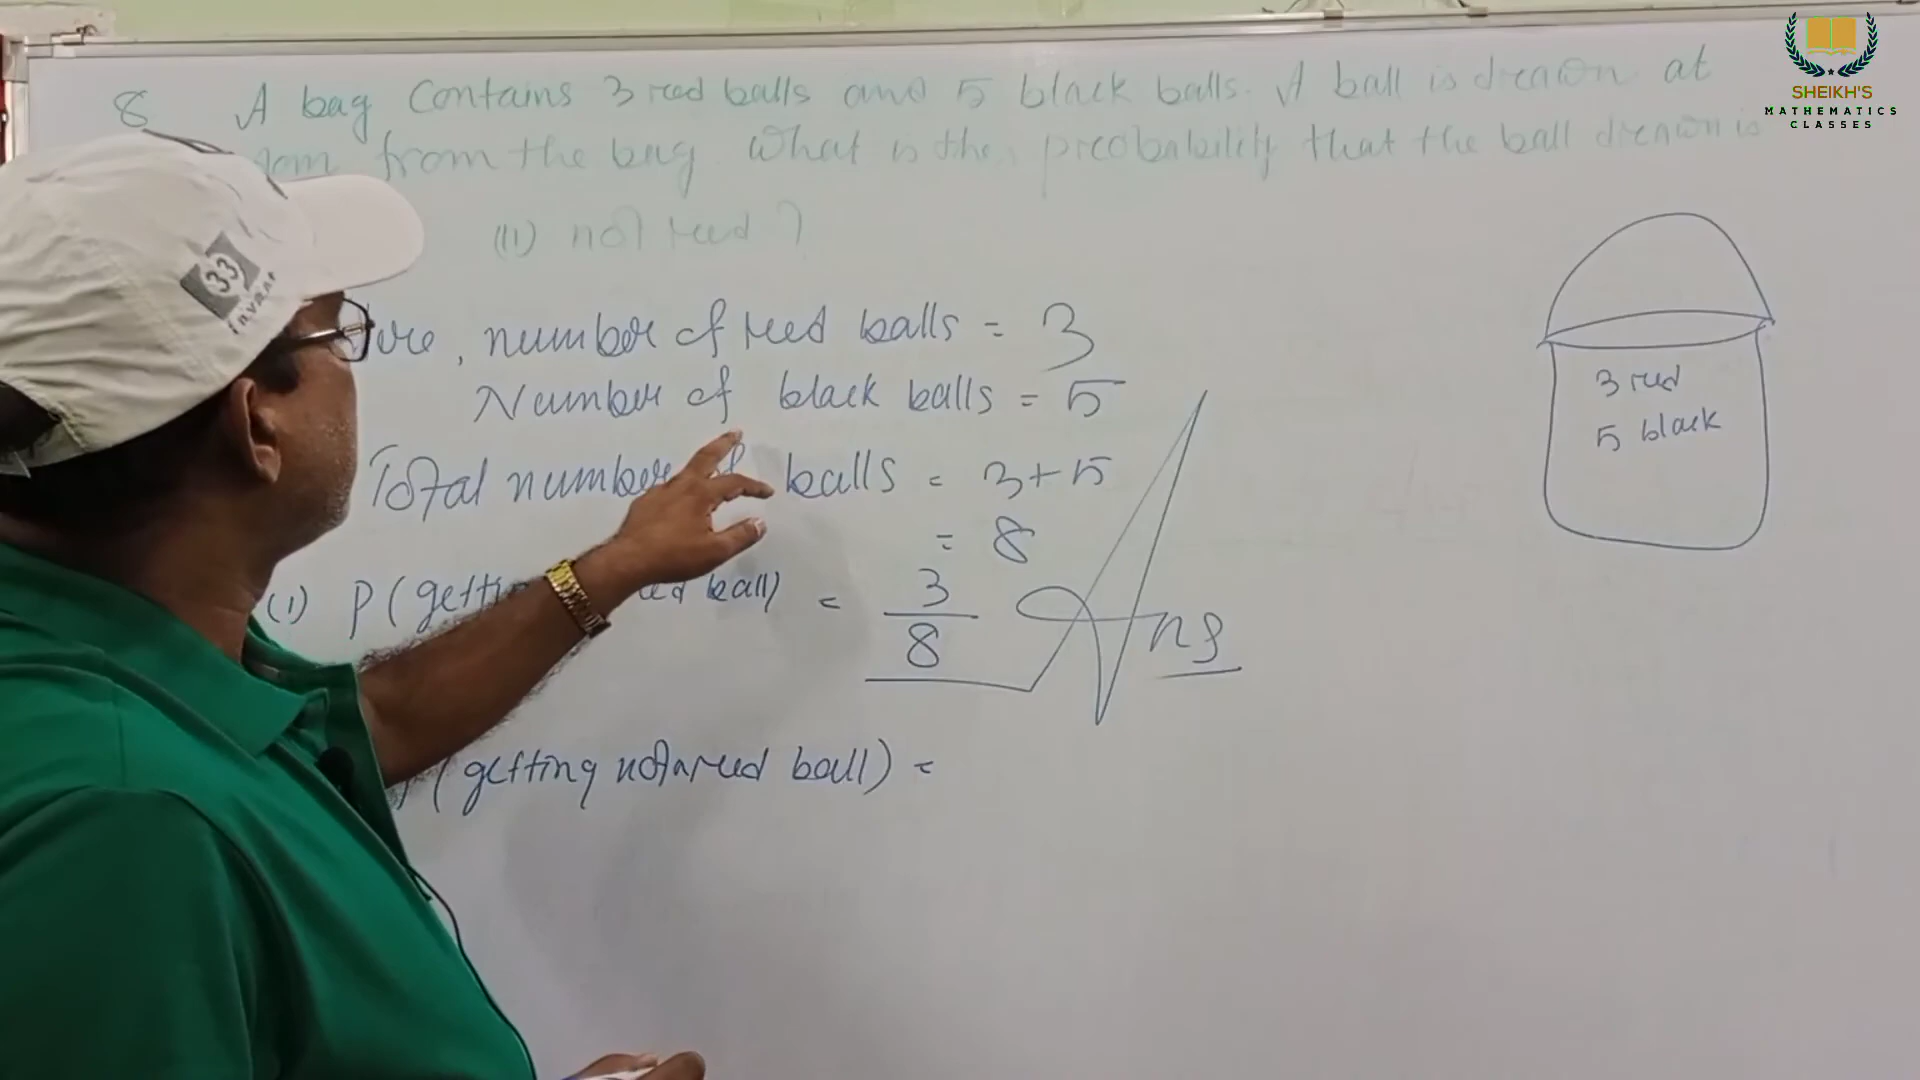 SHEIKH'S
MATHEMATICS
CLASSES
8 A bag contains 3 red balls and 5 black balls. A ball is drawn at
from the bag. What is the probability that the ball drawn is
(ii) not red ?
number of red balls = 3
Number of black balls = 5
Total number balls = 3+5
= 8
(i) P(getting ball) = 3/8 Ans
(getting not a red ball) =
3 red
5 black
33